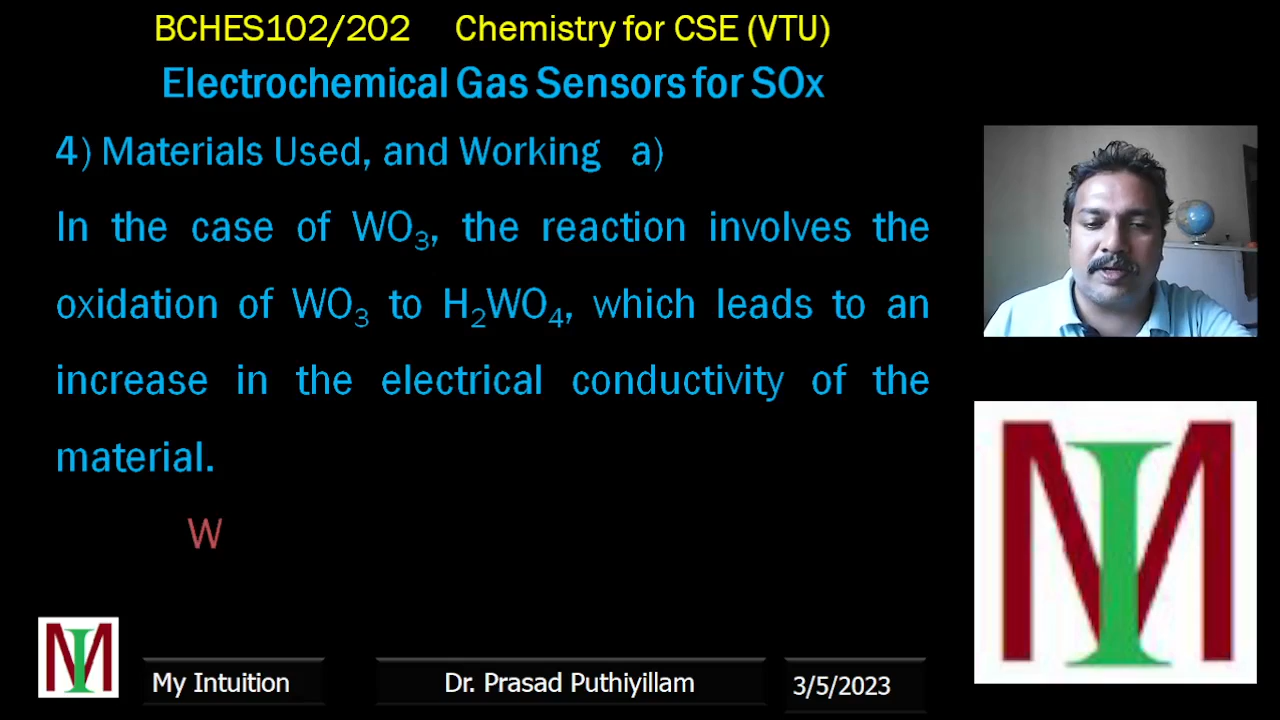 BCHES102/202 Chemistry for CSE (VTU)
Electrochemical Gas Sensors for SOx
4) Materials Used, and Working a)
In the case of WO₃, the reaction involves the
oxidation of WO₃ to H₂WO₄, which leads to an
increase in the electrical conductivity of the
material.
W
MI
My Intuition
Dr. Prasad Puthiyillam
3/5/2023
MI